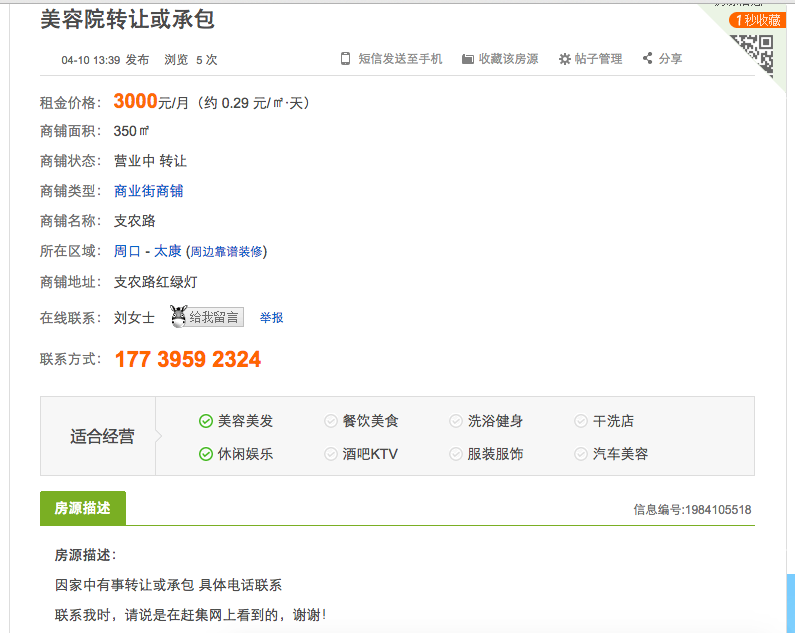 美容院转让或承包
1秒收藏
04-10 13:39 发布 浏览 5 次
短信发送至手机 收藏该房源 帖子管理 分享
租金价格： 3000元/月（约 0.29 元/㎡·天）
商铺面积： 350㎡
商铺状态： 营业中 转让
商铺类型： 商业街商铺
商铺名称： 支农路
所在区域： 周口 - 太康 (周边靠谱装修)
商铺地址： 支农路红绿灯
在线联系： 刘女士 给我留言 举报
联系方式： 177 3959 2324
适合经营
美容美发 餐饮美食 洗浴健身 干洗店
休闲娱乐 酒吧KTV 服装服饰 汽车美容
房源描述
信息编号:1984105518
房源描述：
因家中有事转让或承包 具体电话联系
联系我时，请说是在赶集网上看到的，谢谢！